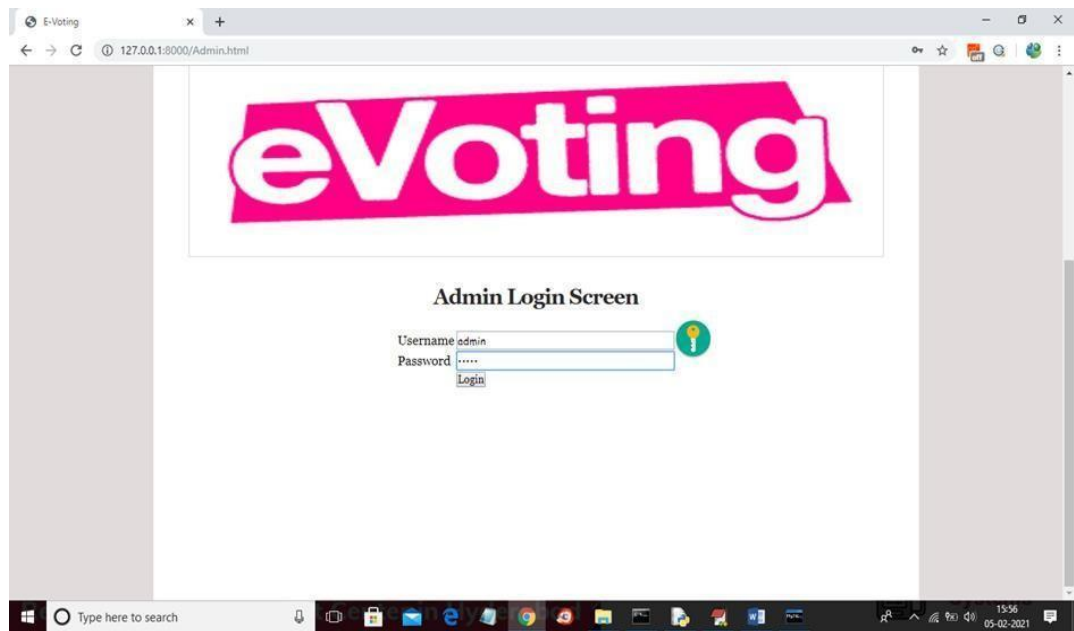 E-Voting
127.0.0.1:8000/Admin.html
eVoting
Admin Login Screen
Username admin
Password •••••
Login
Type here to search
15:56
05-02-2021